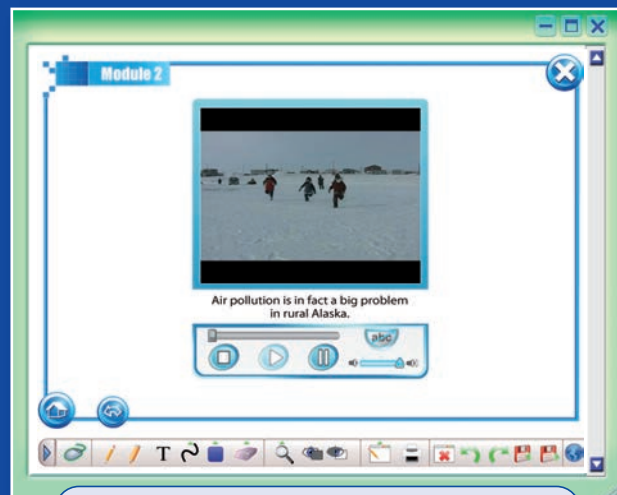 Module 2
Air pollution is in fact a big problem
in rural Alaska.
abc
T